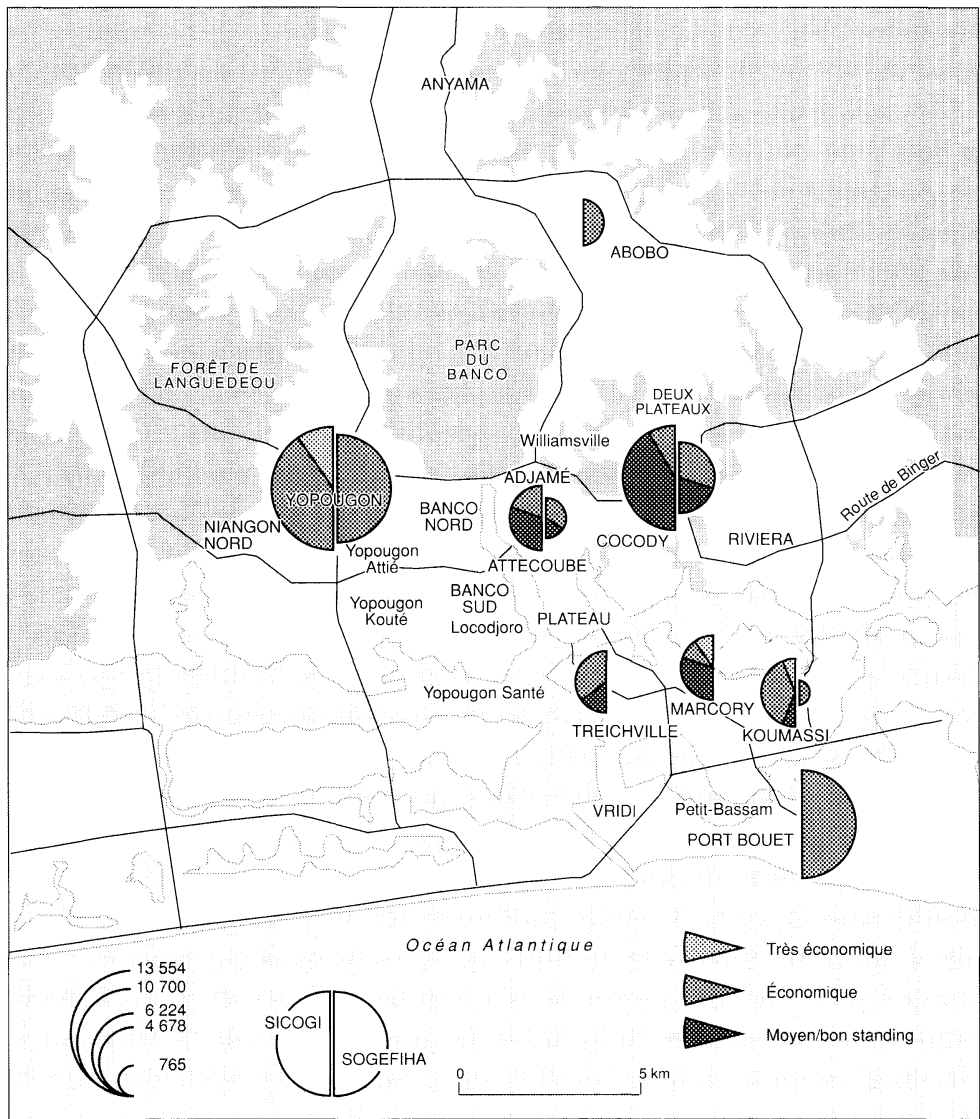 ANYAMA
ABOBO
PARC
DU
BANCO
FORÊT DE
LANGUEDEOU
DEUX
PLATEAUX
Williamsville
ADJAMÉ
YOPOUGON
BANCO
NORD
NIANGON
NORD
Route de Binger
COCODY
RIVIERA
Yopougon
Attié
ATTECOUBE
BANCO
SUD
Locodjoro
Yopougon
Kouté
PLATEAU
Yopougon Santé
MARCORY
TREICHVILLE
KOUMASSI
VRIDI
Petit-Bassam
PORT BOUET
Océan Atlantique
13 554
10 700
6 224
4 678
765
SICOGI
SOGEFIHA
0
5 km
Très économique
Économique
Moyen/bon standing